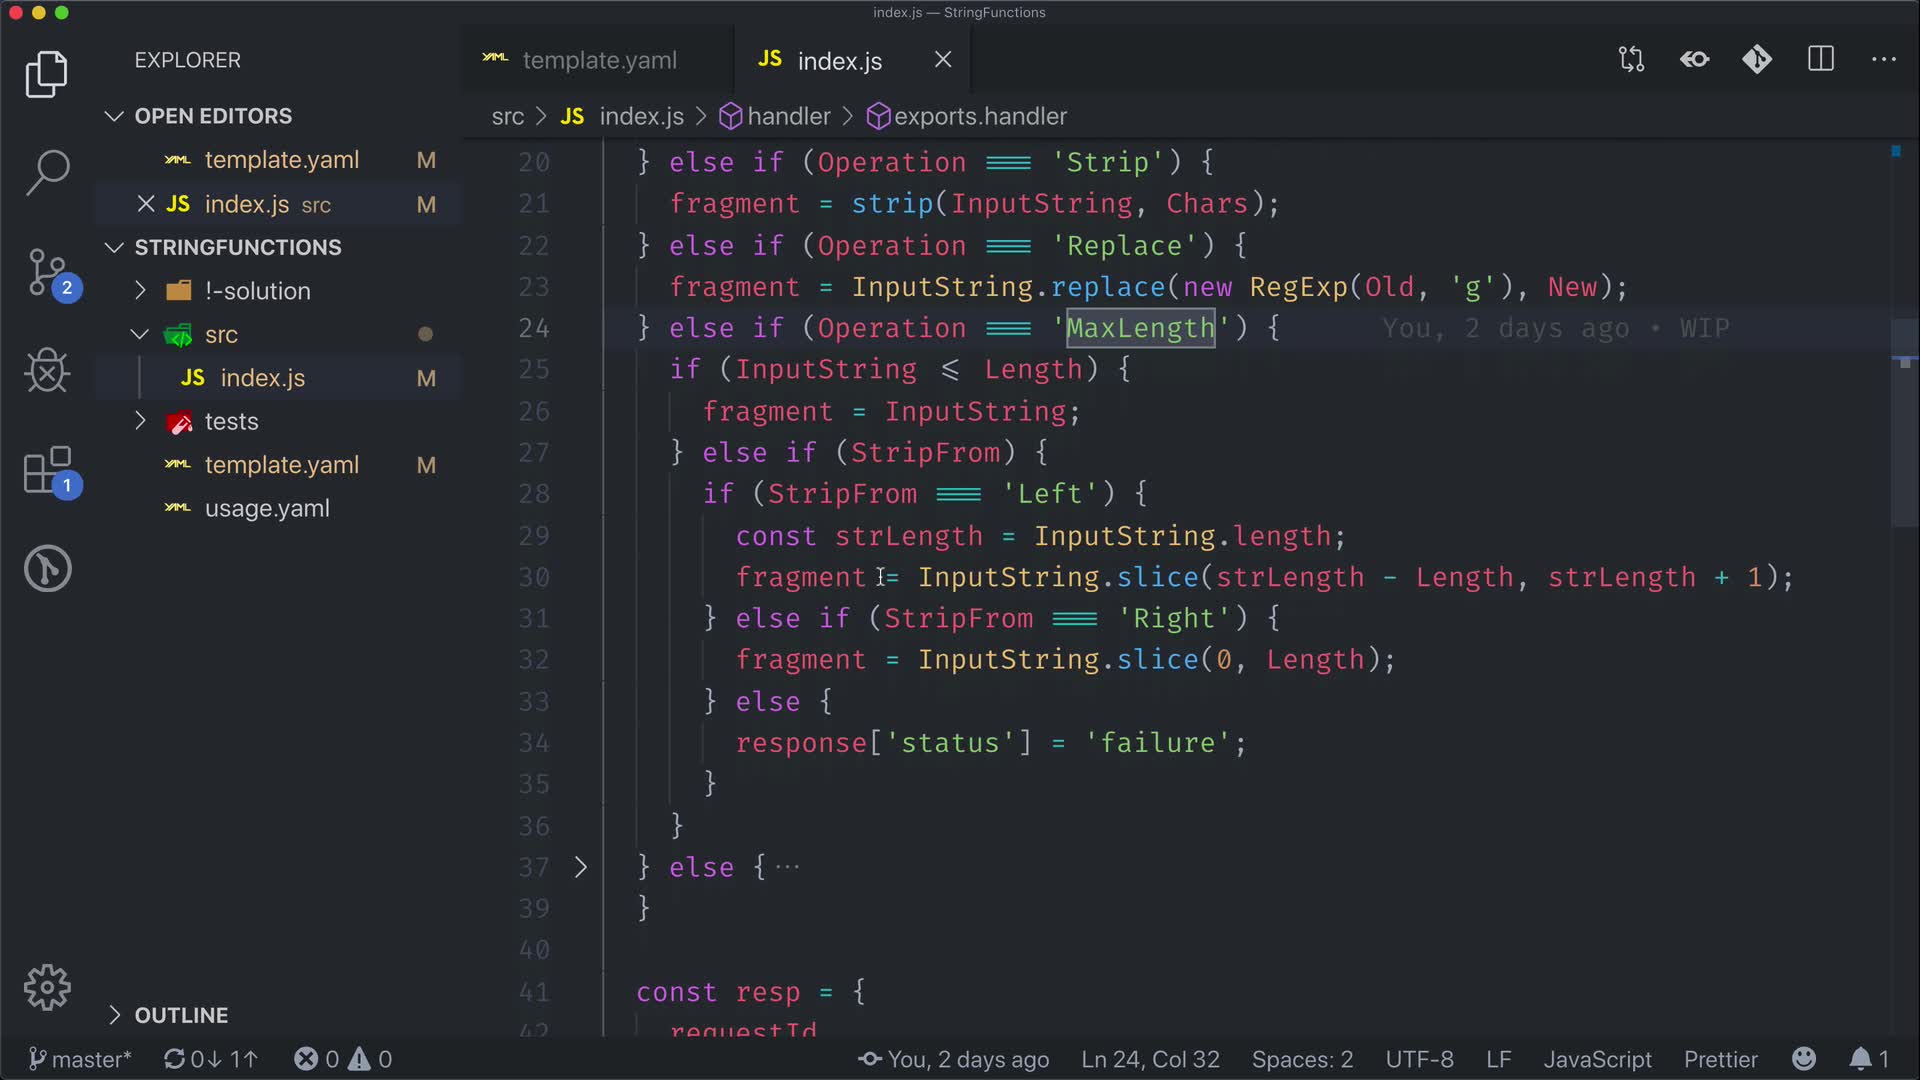 index.js — StringFunctions
EXPLORER
OPEN EDITORS
YAML template.yaml M
JS index.js src M
STRINGFUNCTIONS
!-solution
src
JS index.js M
tests
YAML template.yaml M
YAML usage.yaml
OUTLINE
2
1
YAML template.yaml
JS index.js
src > JS index.js > handler > exports.handler
20 } else if (Operation === 'Strip') {
21 fragment = strip(InputString, Chars);
22 } else if (Operation === 'Replace') {
23 fragment = InputString.replace(new RegExp(Old, 'g'), New);
24 } else if (Operation === 'MaxLength') { You, 2 days ago • WIP
25 if (InputString <= Length) {
26 fragment = InputString;
27 } else if (StripFrom) {
28 if (StripFrom === 'Left') {
29 const strLength = InputString.length;
30 fragment = InputString.slice(strLength - Length, strLength + 1);
31 } else if (StripFrom === 'Right') {
32 fragment = InputString.slice(0, Length);
33 } else {
34 response['status'] = 'failure';
35 }
36 }
37 } else { ···
39 }
40
41 const resp = {
42 requestId
master* 0↓ 1↑ 0 0 You, 2 days ago Ln 24, Col 32 Spaces: 2 UTF-8 LF JavaScript Prettier 1